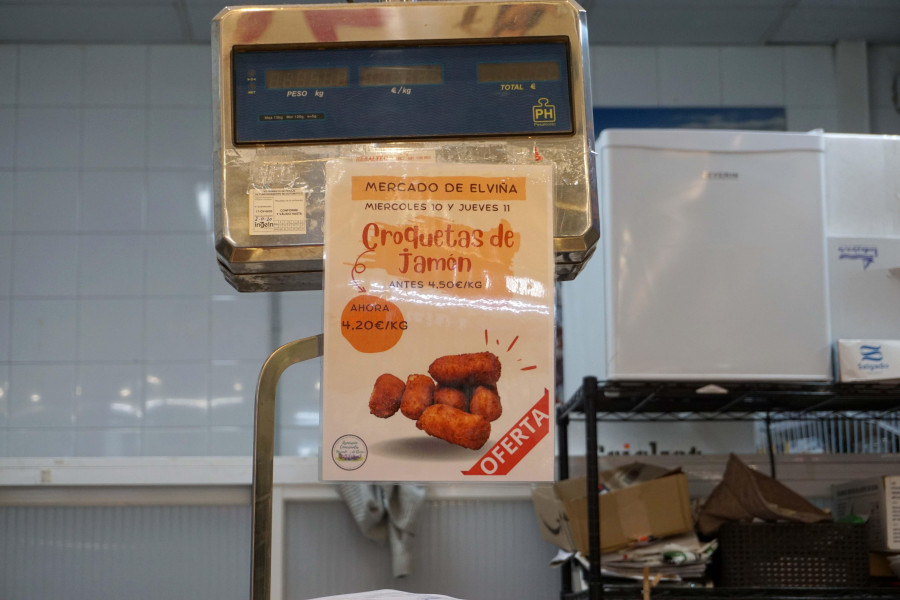 PESO kg
€/kg
TOTAL €
PH
MERCADO DE ELVIÑA
MIERCOLES 10 Y JUEVES 11
Croquetas de
Jamón
ANTES 4,50€/KG
AHORA
4,20€/KG
OFERTA
Salgado